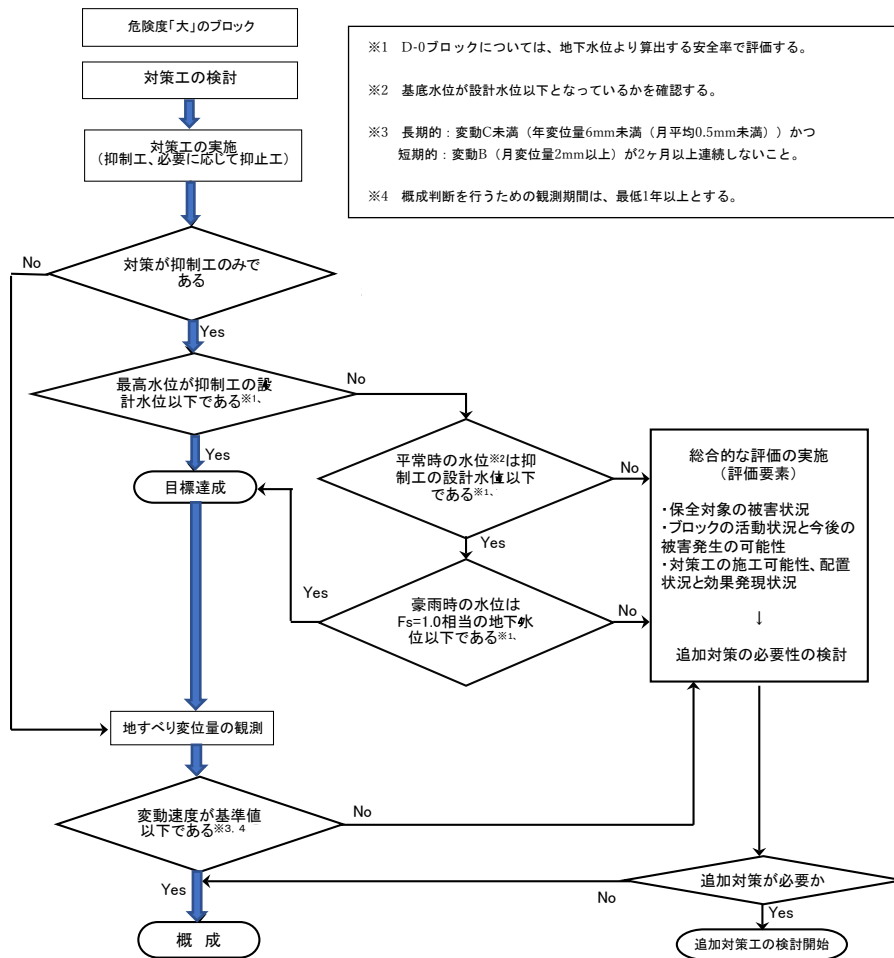 危険度「大」のブロック
対策工の検討
対策工の実施
（抑制工、必要に応じて抑止工）
※1　D-0ブロックについては、地下水位より算出する安全率で評価する。
※2　基底水位が設計水位以下となっているかを確認する。
※3　長期的：変動C未満（年変位量6mm未満（月平均0.5mm未満））かつ
短期的：変動B（月変位量2mm以上）が2ヶ月以上連続しないこと。
※4　概成判断を行うための観測期間は、最低1年以上とする。
No
対策が抑制工のみで
ある
Yes
最高水位が抑制工の設
計水位以下である※1、
No
Yes
目標達成
平常時の水位※2は抑
制工の設計水位以下
である※1、
No
Yes
豪雨時の水位は
Fs=1.0相当の地下水
位以下である※1、
Yes
No
総合的な評価の実施
（評価要素）
・保全対象の被害状況
・ブロックの活動状況と今後の
被害発生の可能性
・対策工の施工可能性、配置
状況と効果発現状況
↓
追加対策の必要性の検討
地すべり変位量の観測
変動速度が基準値
以下である※3, 4
No
Yes
追加対策が必要か
No
Yes
概　成
追加対策工の検討開始